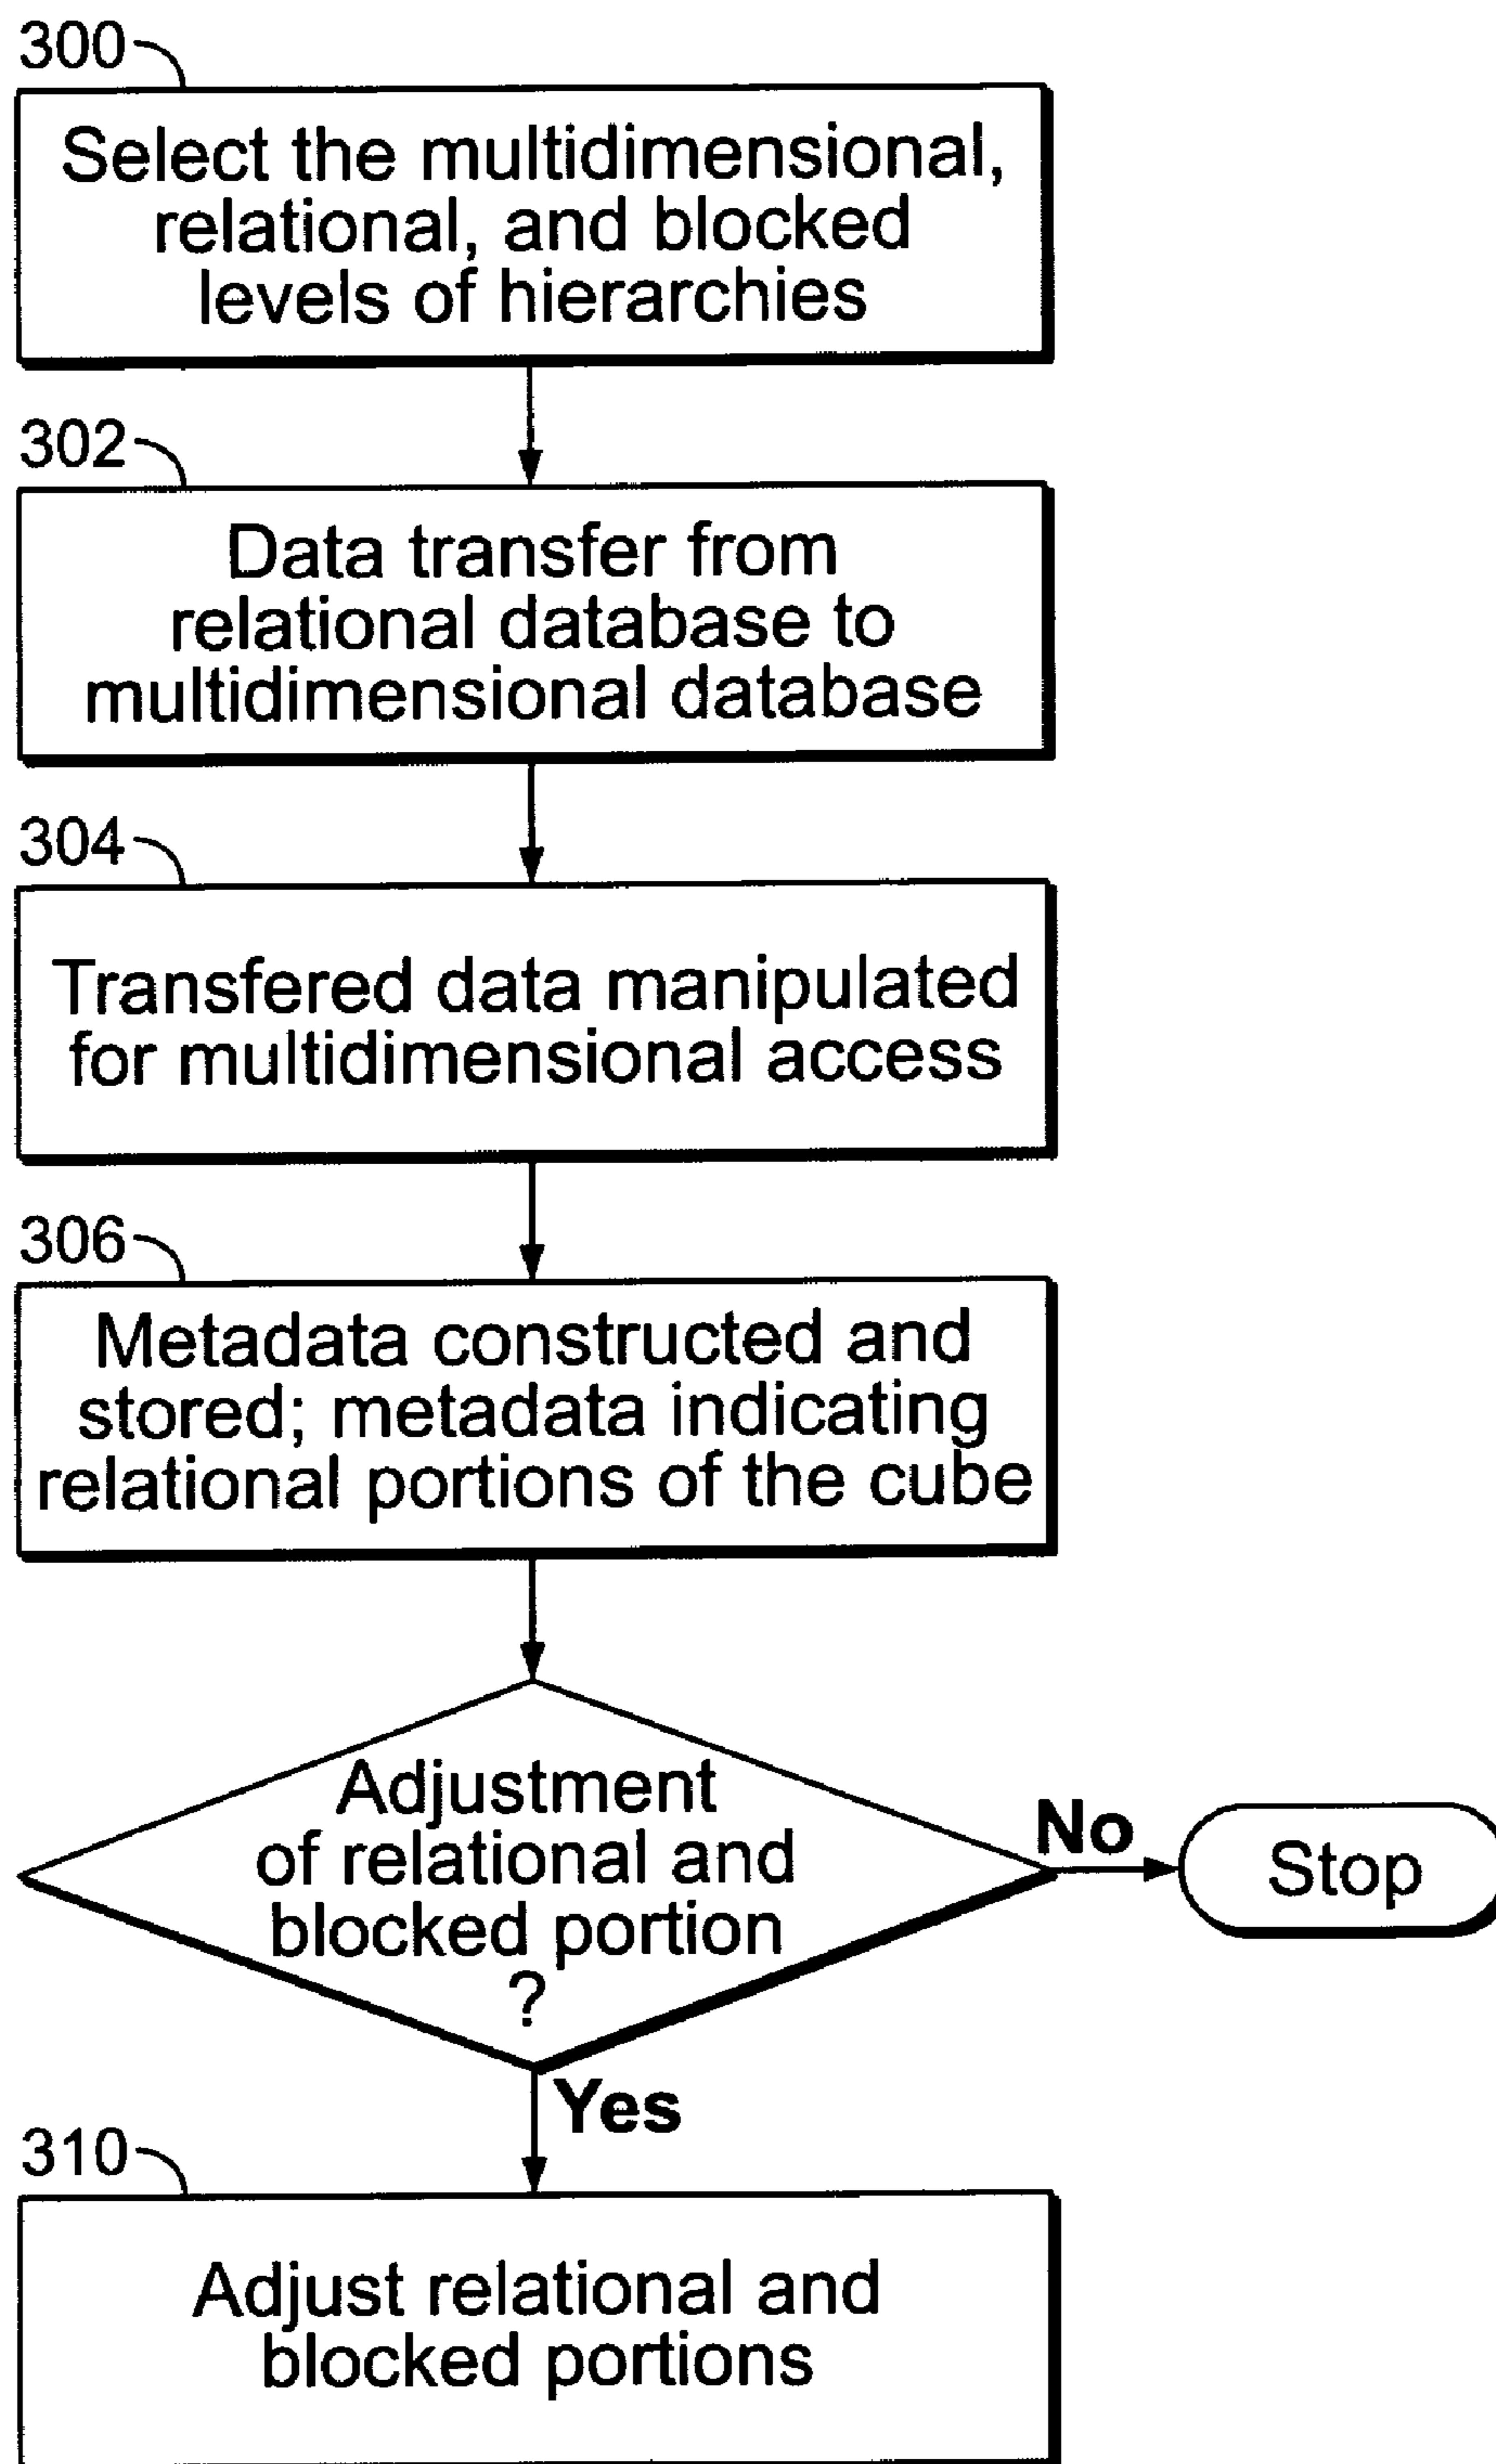 300
Select the multidimensional,
relational, and blocked
levels of hierarchies
302
Data transfer from
relational database to
multidimensional database
304
Transfered data manipulated
for multidimensional access
306
Metadata constructed and
stored; metadata indicating
relational portions of the cube
Adjustment
of relational and
blocked portion
?
No
Stop
Yes
310
Adjust relational and
blocked portions